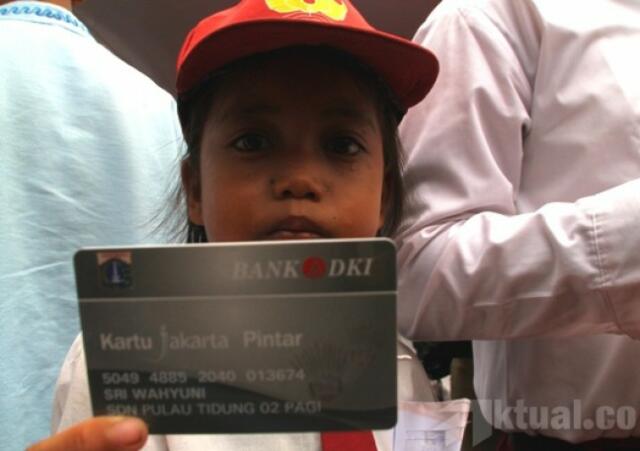 BANK DKI
Kartu Jakarta Pintar
5049 4885 2040 013674
SRI WAHYUNI
SDN PULAU TIDUNG 02 PAGI
ktual.co